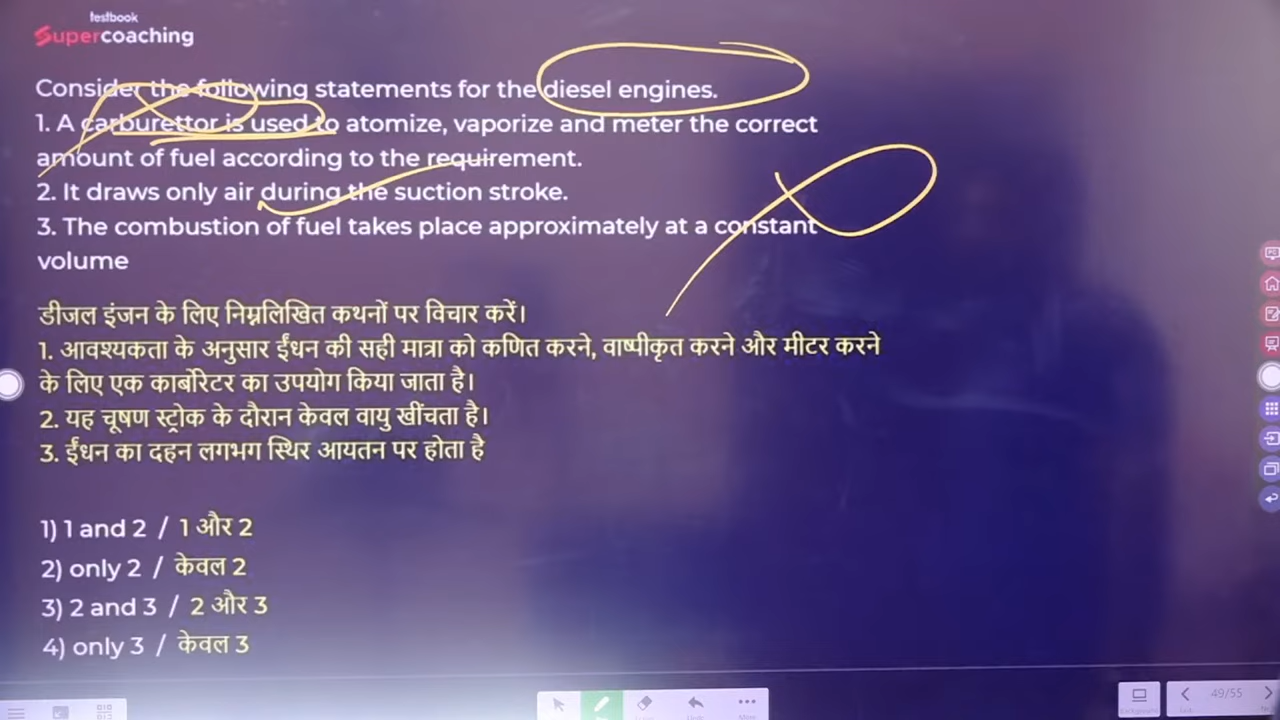 testbook
Supercoaching
Consider the following statements for the diesel engines.
1. A carburettor is used to atomize, vaporize and meter the correct
amount of fuel according to the requirement.
2. It draws only air during the suction stroke.
3. The combustion of fuel takes place approximately at a constant
volume
डीजल इंजन के लिए निम्नलिखित कथनों पर विचार करें।
1. आवश्यकता के अनुसार ईंधन की सही मात्रा को कणित करने, वाष्पीकृत करने और मीटर करने
के लिए एक कार्बोरेटर का उपयोग किया जाता है।
2. यह चूषण स्ट्रोक के दौरान केवल वायु खींचता है।
3. ईंधन का दहन लगभग स्थिर आयतन पर होता है
1) 1 and 2 / 1 और 2
2) only 2 / केवल 2
3) 2 and 3 / 2 और 3
4) only 3 / केवल 3
49/55